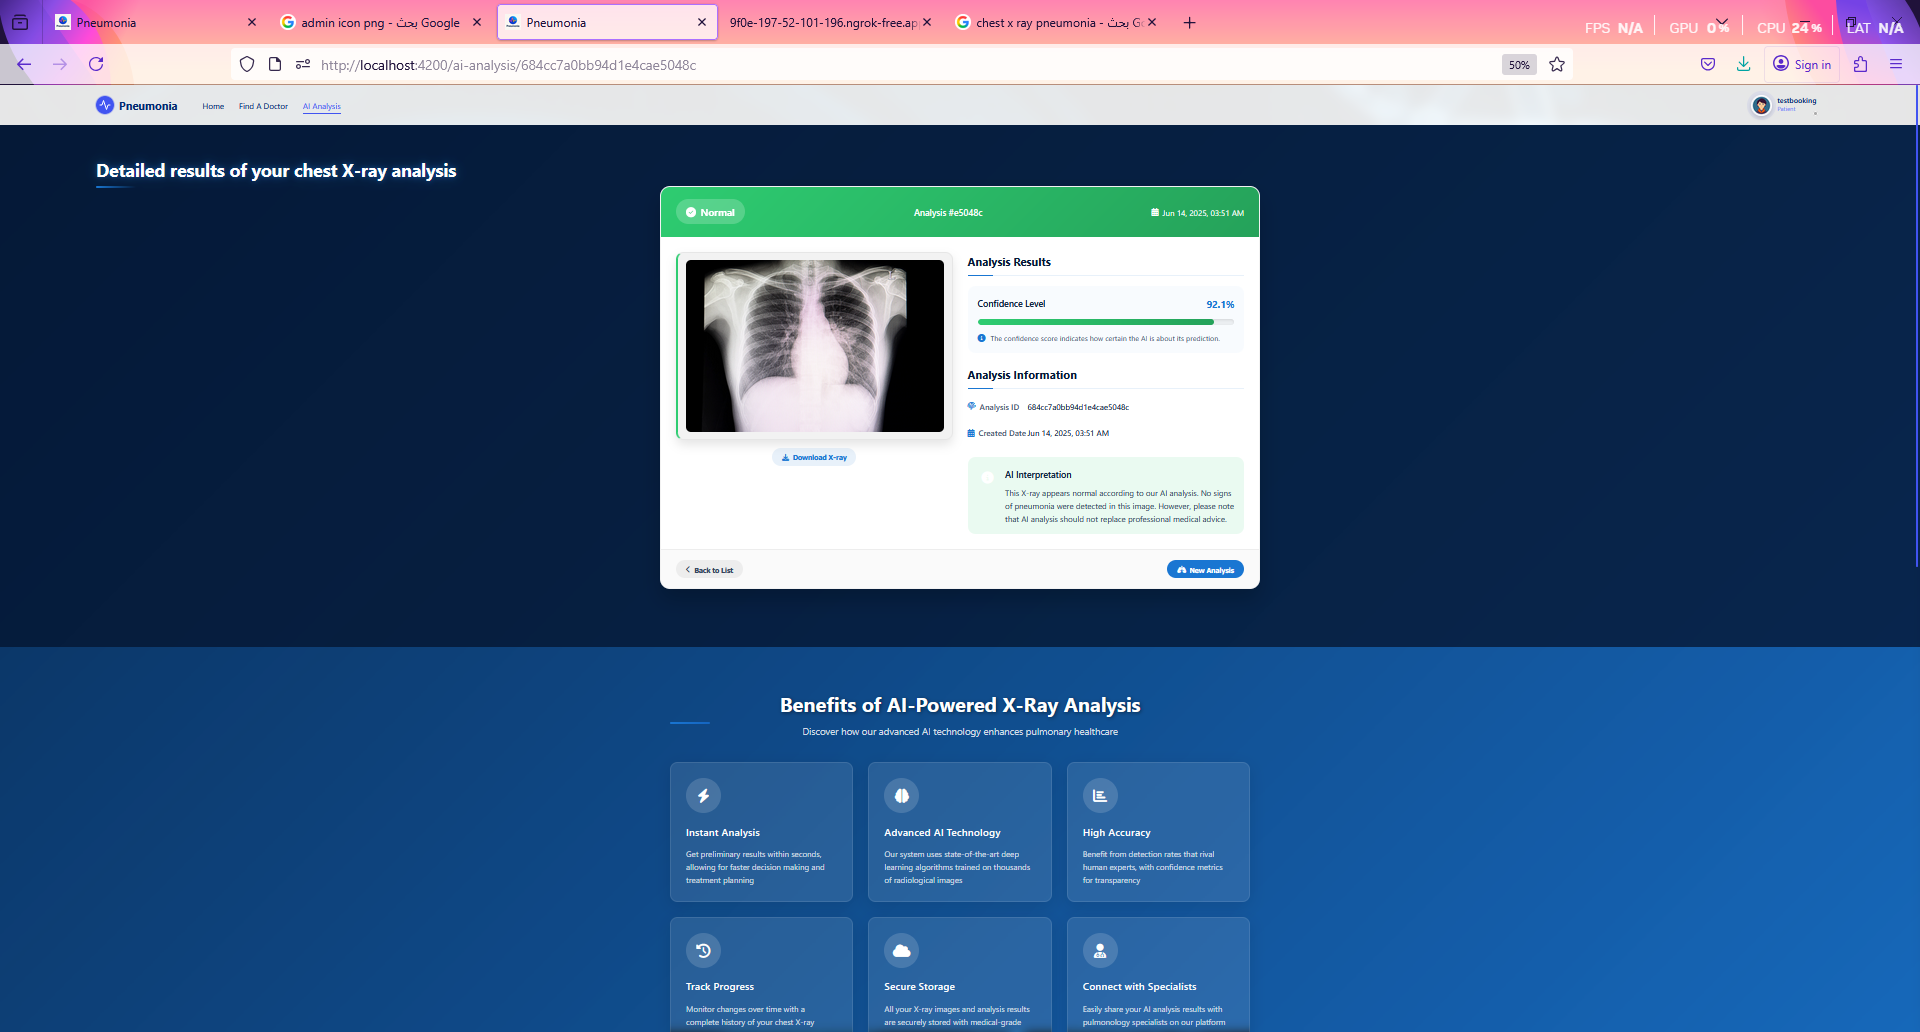 Pneumonia
admin icon png - بحث Google
Pneumonia
9f0e-197-52-101-196.ngrok-free.ap
chest x ray pneumonia - بحث Go
FPS N/A
GPU 0 %
CPU 24 %
LAT N/A
http://localhost:4200/ai-analysis/684cc7a0bb94d1e4cae5048c
50%
Sign in
Pneumonia
Home
Find A Doctor
AI Analysis
testbooking
Patient
Detailed results of your chest X-ray analysis
Normal
Analysis #e5048c
Jun 14, 2025, 03:51 AM
Analysis Results
Confidence Level
92.1%
The confidence score indicates how certain the AI is about its prediction.
Analysis Information
Analysis ID 684cc7a0bb94d1e4cae5048c
Created Date Jun 14, 2025, 03:51 AM
Download X-ray
AI Interpretation
This X-ray appears normal according to our AI analysis. No signs
of pneumonia were detected in this image. However, please note
that AI analysis should not replace professional medical advice.
Back to List
New Analysis
Benefits of AI-Powered X-Ray Analysis
Discover how our advanced AI technology enhances pulmonary healthcare
Instant Analysis
Get preliminary results within seconds,
allowing for faster decision making and
treatment planning
Advanced AI Technology
Our system uses state-of-the-art deep
learning algorithms trained on thousands
of radiological images
High Accuracy
Benefit from detection rates that rival
human experts, with confidence metrics
for transparency
Track Progress
Monitor changes over time with a
complete history of your chest X-ray
Secure Storage
All your X-ray images and analysis results
are securely stored with medical-grade
Connect with Specialists
Easily share your AI analysis results with
pulmonology specialists on our platform